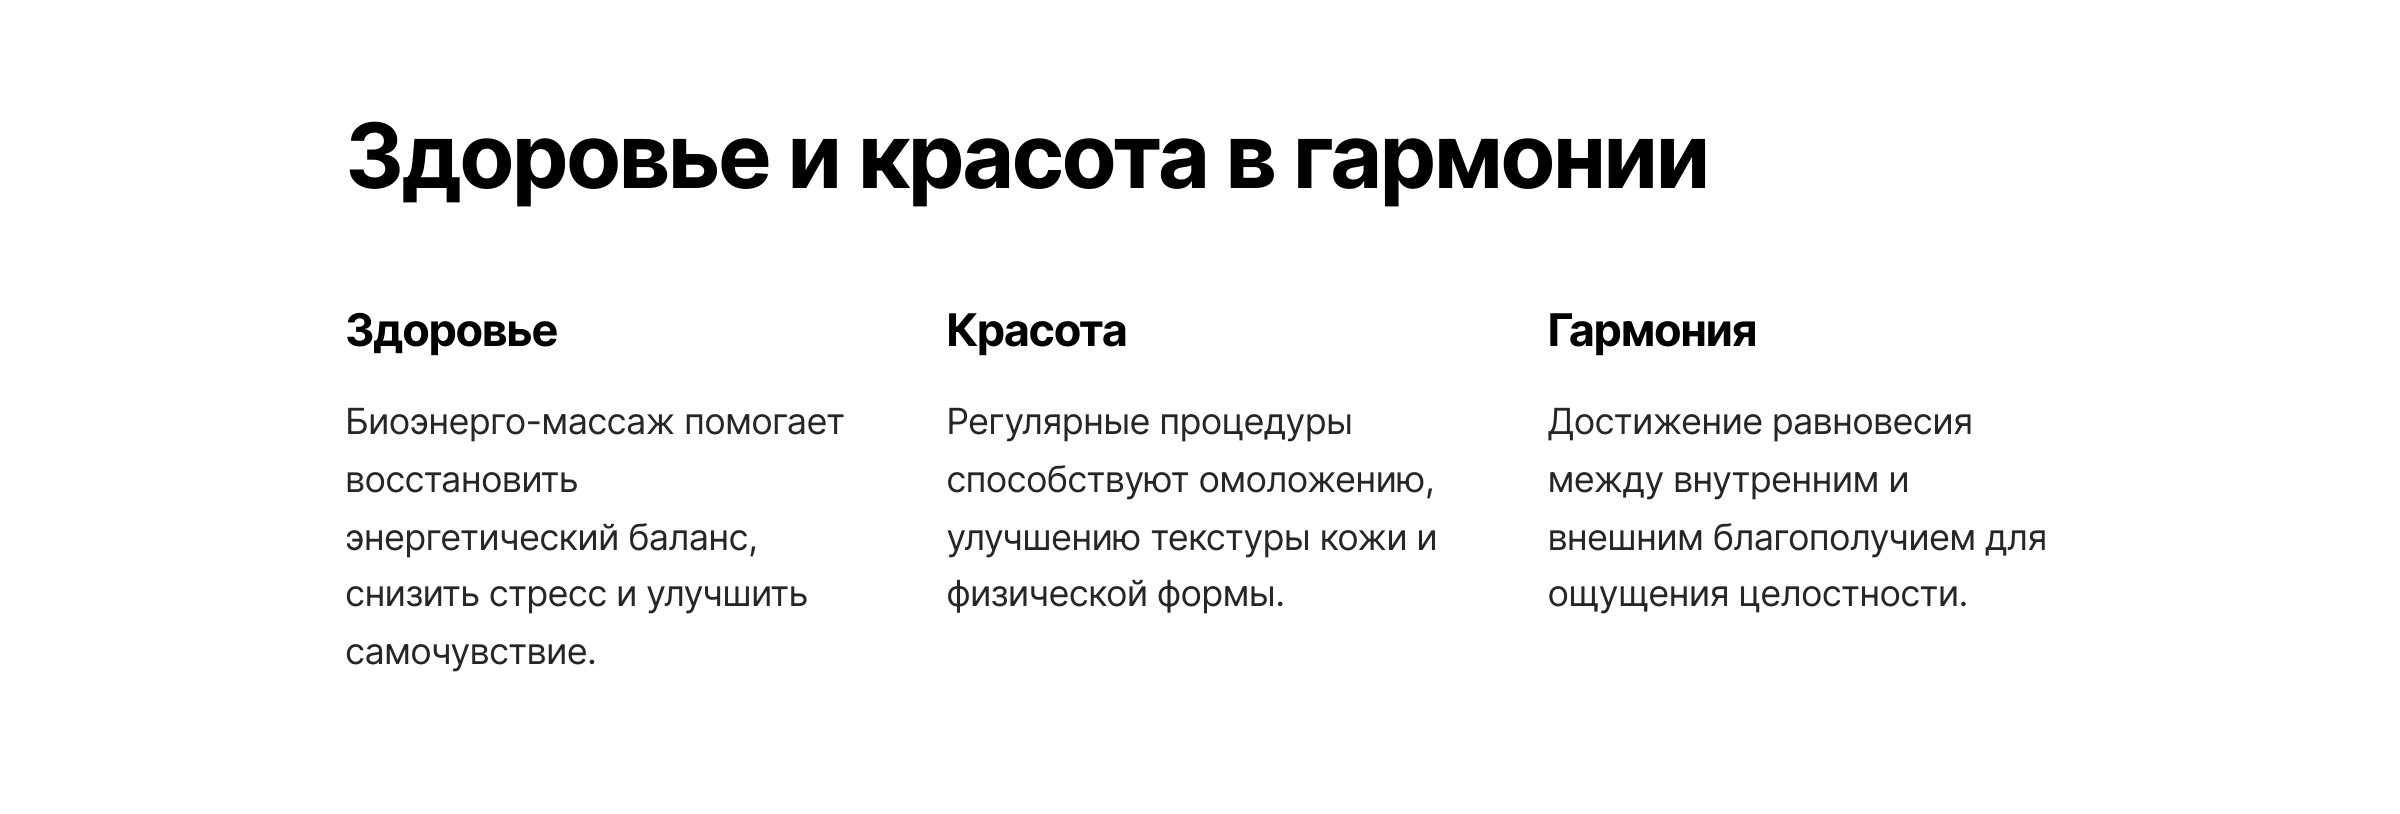 Здоровье и красота в гармонии
Здоровье
Биоэнерго-массаж помогает
восстановить
энергетический баланс,
снизить стресс и улучшить
самочувствие.
Красота
Регулярные процедуры
способствуют омоложению,
улучшению текстуры кожи и
физической формы.
Гармония
Достижение равновесия
между внутренним и
внешним благополучием для
ощущения целостности.